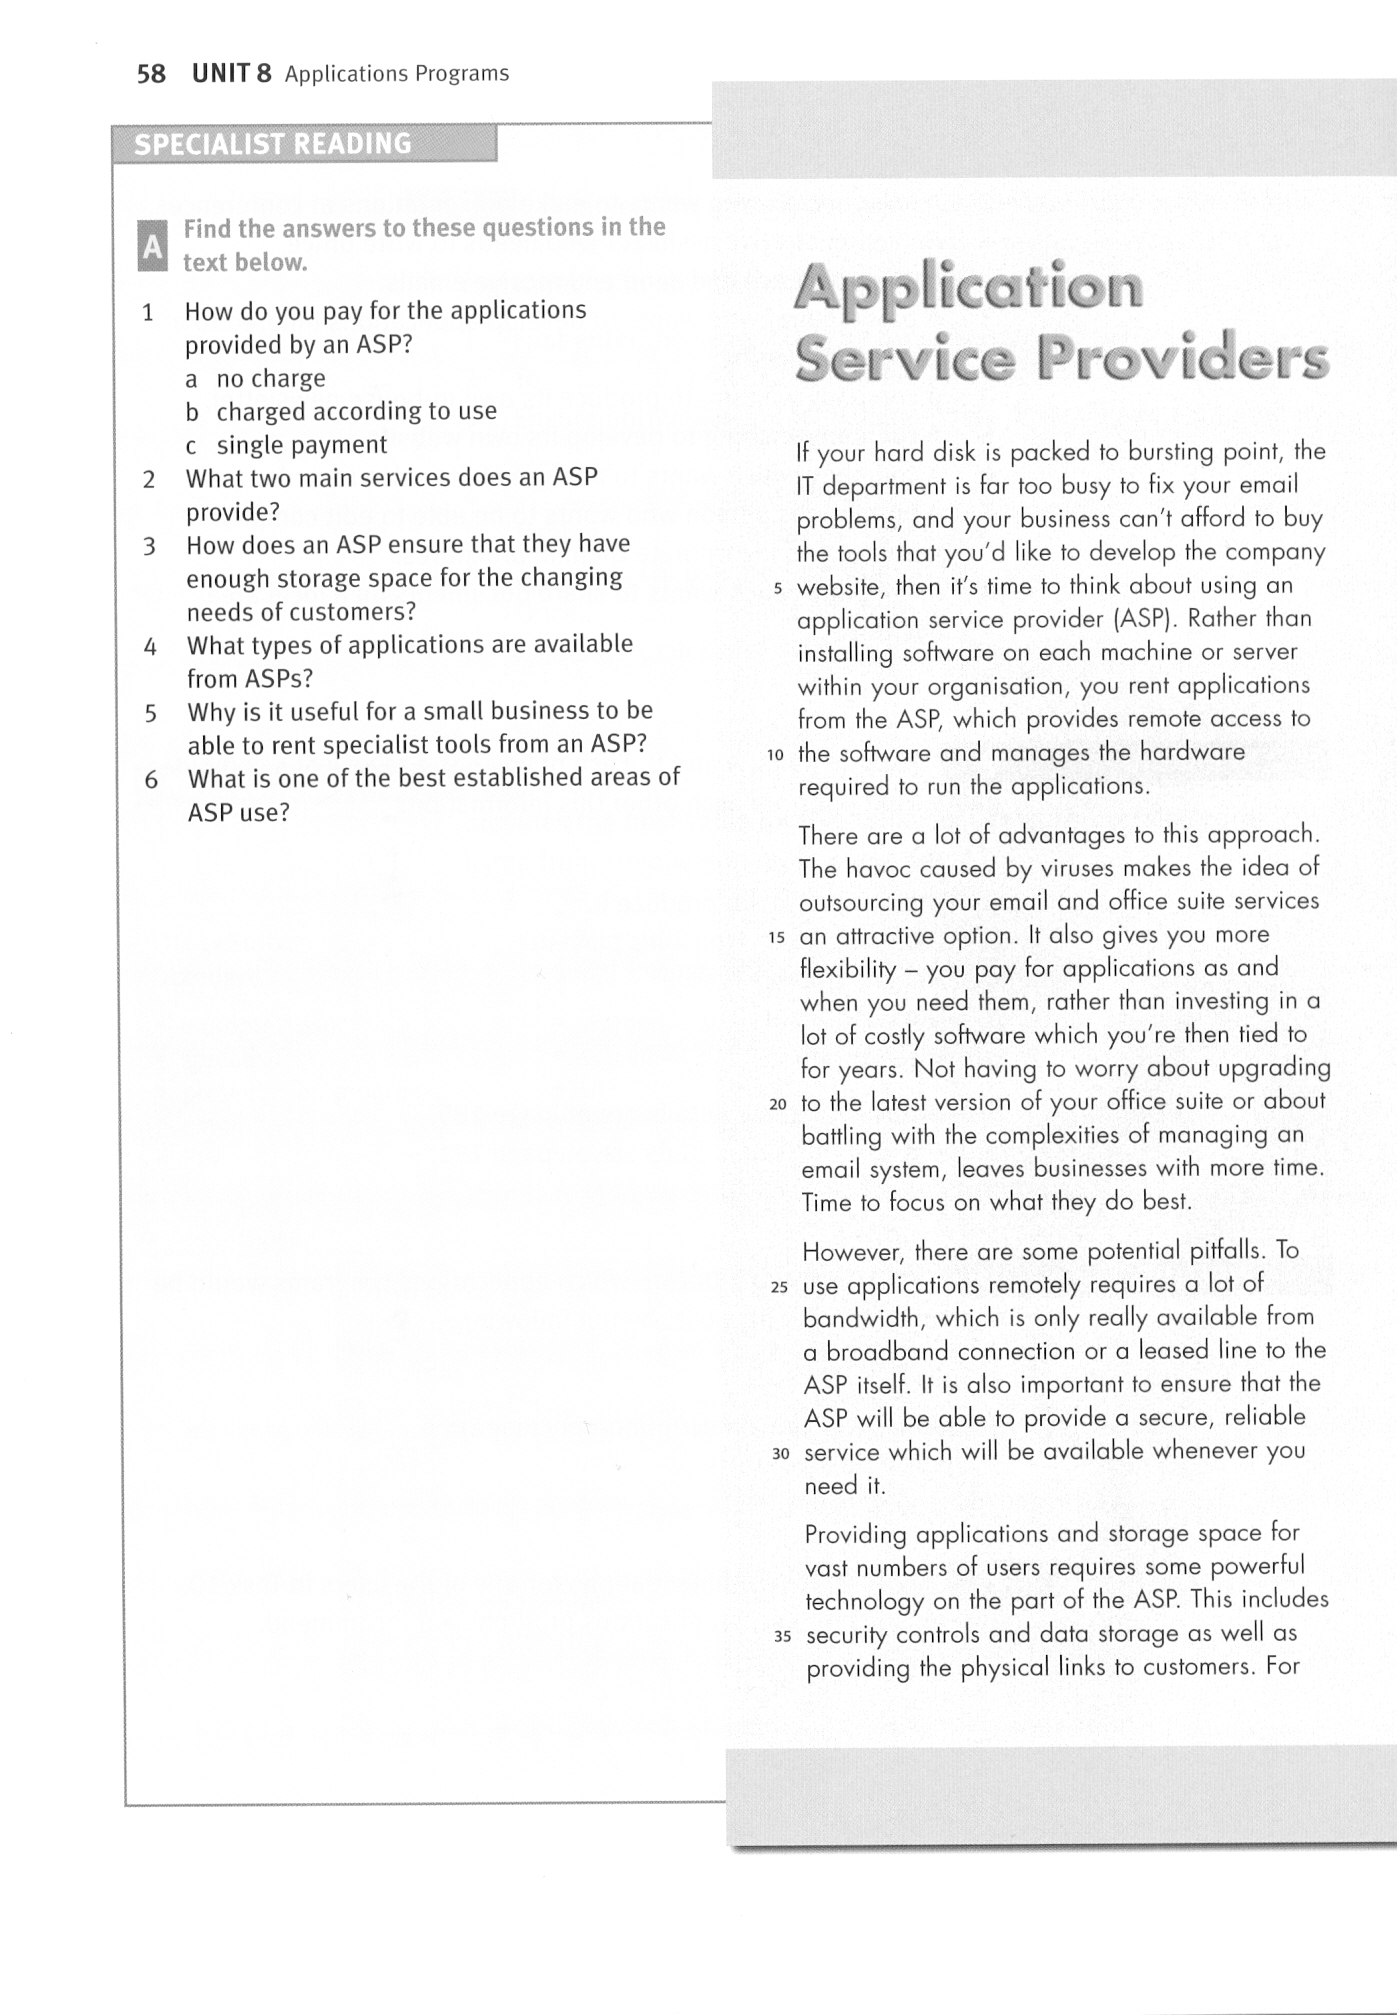 58 UNIT 8 Applications Programs
SPECIALIST READING
A Find the answers to these questions in the
text below.
1 How do you pay for the applications
provided by an ASP?
a no charge
b charged according to use
c single payment
2 What two main services does an ASP
provide?
3 How does an ASP ensure that they have
enough storage space for the changing
needs of customers?
4 What types of applications are available
from ASPs?
5 Why is it useful for a small business to be
able to rent specialist tools from an ASP?
6 What is one of the best established areas of
ASP use?
Application
Service Providers
If your hard disk is packed to bursting point, the
IT department is far too busy to fix your email
problems, and your business can't afford to buy
the tools that you'd like to develop the company
5 website, then it's time to think about using an
application service provider (ASP). Rather than
installing software on each machine or server
within your organisation, you rent applications
from the ASP, which provides remote access to
10 the software and manages the hardware
required to run the applications.
There are a lot of advantages to this approach.
The havoc caused by viruses makes the idea of
outsourcing your email and office suite services
15 an attractive option. It also gives you more
flexibility – you pay for applications as and
when you need them, rather than investing in a
lot of costly software which you're then tied to
for years. Not having to worry about upgrading
20 to the latest version of your office suite or about
battling with the complexities of managing an
email system, leaves businesses with more time.
Time to focus on what they do best.
However, there are some potential pitfalls. To
25 use applications remotely requires a lot of
bandwidth, which is only really available from
a broadband connection or a leased line to the
ASP itself. It is also important to ensure that the
ASP will be able to provide a secure, reliable
30 service which will be available whenever you
need it.
Providing applications and storage space for
vast numbers of users requires some powerful
technology on the part of the ASP. This includes
35 security controls and data storage as well as
providing the physical links to customers. For